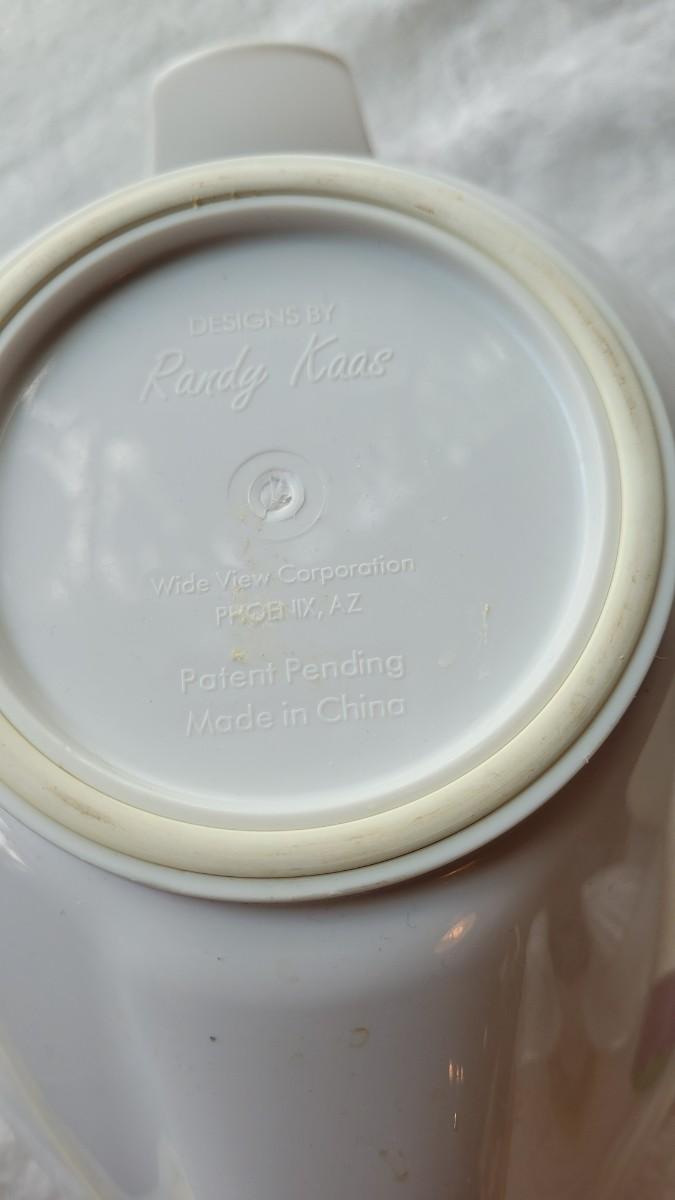 DESIGNS BY
Randy Kaas
Wide View Corporation
PHOENIX, AZ
Patent Pending
Made in China